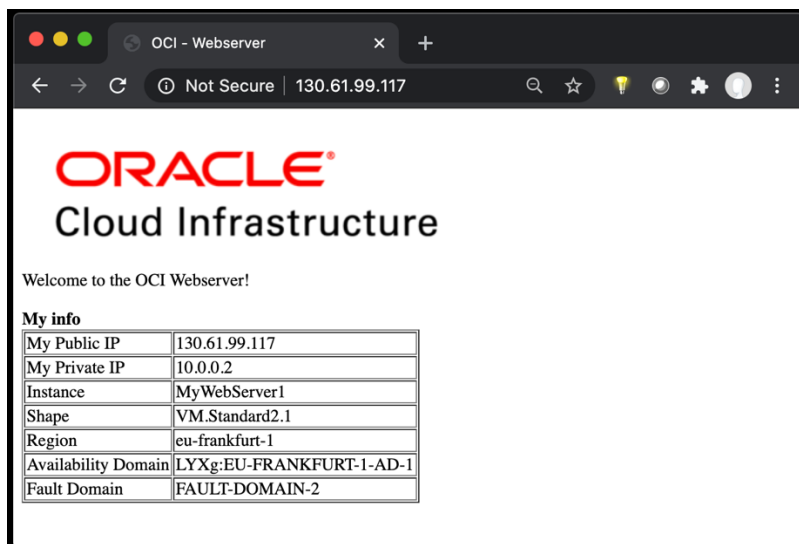 OCI - Webserver
Not Secure | 130.61.99.117
ORACLE®
Cloud Infrastructure
Welcome to the OCI Webserver!
My info
My Public IP 130.61.99.117
My Private IP 10.0.0.2
Instance MyWebServer1
Shape VM.Standard2.1
Region eu-frankfurt-1
Availability Domain LYXg:EU-FRANKFURT-1-AD-1
Fault Domain FAULT-DOMAIN-2